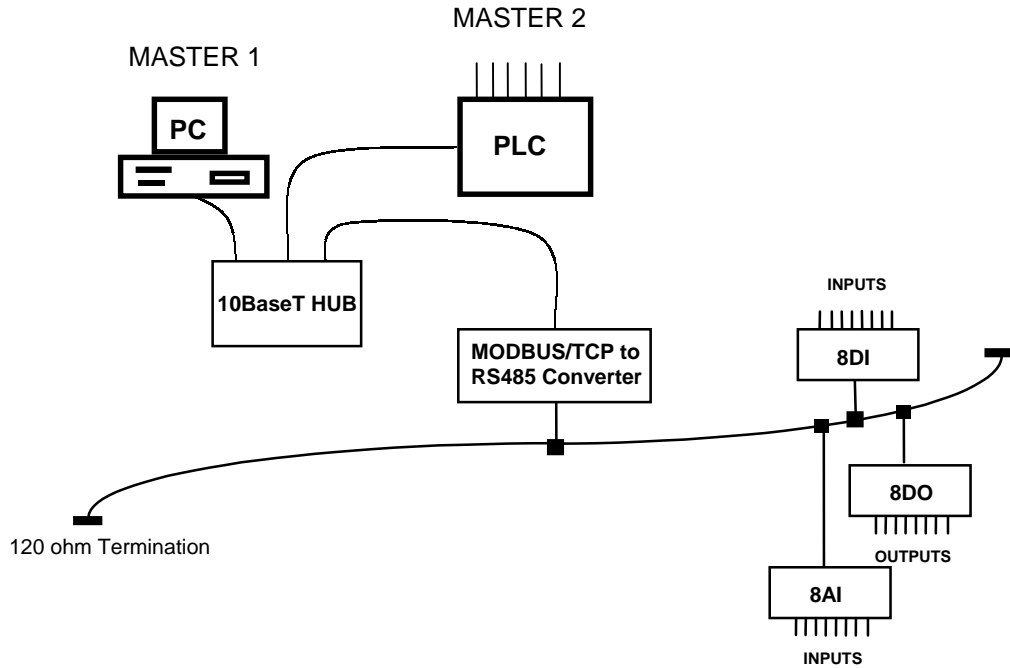 MASTER 2
MASTER 1
PC
PLC
10BaseT HUB
INPUTS
MODBUS/TCP to
RS485 Converter
8DI
8DO
120 ohm Termination
OUTPUTS
8AI
INPUTS